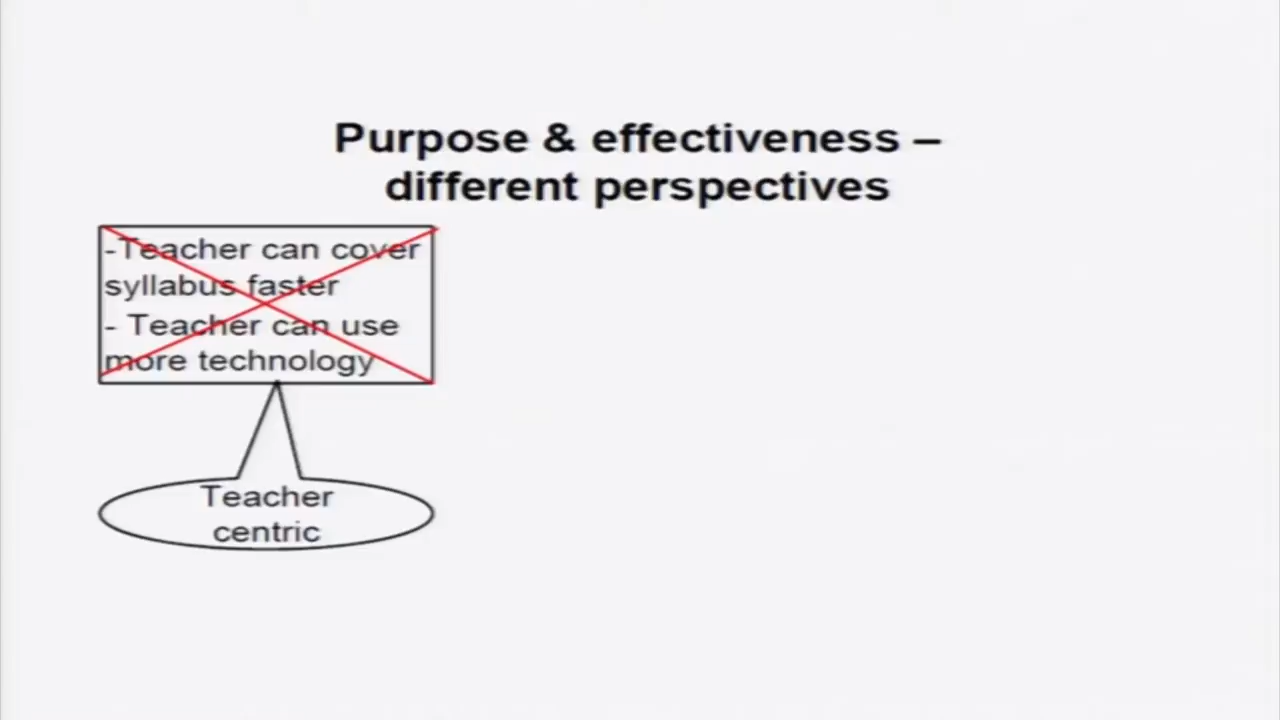 Purpose & effectiveness –
different perspectives
-Teacher can cover
syllabus faster
- Teacher can use
more technology
Teacher
centric